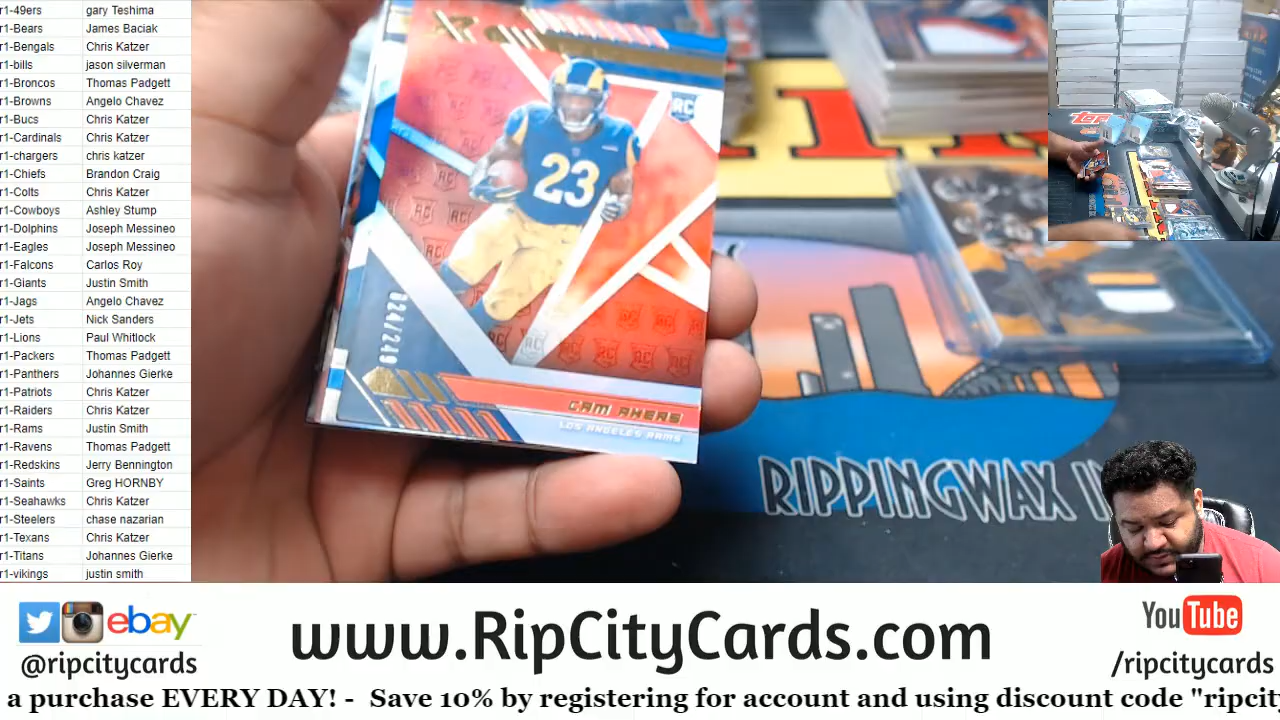 r1-49ers gary Teshima
r1-Bears James Baciak
r1-Bengals Chris Katzer
r1-bills jason silverman
r1-Broncos Thomas Padgett
r1-Browns Angelo Chavez
r1-Bucs Chris Katzer
r1-Cardinals Chris Katzer
r1-chargers chris katzer
r1-Chiefs Brandon Craig
r1-Colts Chris Katzer
r1-Cowboys Ashley Stump
r1-Dolphins Joseph Messineo
r1-Eagles Joseph Messineo
r1-Falcons Carlos Roy
r1-Giants Justin Smith
r1-Jags Angelo Chavez
r1-Jets Nick Sanders
r1-Lions Paul Whitlock
r1-Packers Thomas Padgett
r1-Panthers Johannes Gierke
r1-Patriots Chris Katzer
r1-Raiders Chris Katzer
r1-Rams Justin Smith
r1-Ravens Thomas Padgett
r1-Redskins Jerry Bennington
r1-Saints Greg HORNBY
r1-Seahawks Chris Katzer
r1-Steelers chase nazarian
r1-Texans Chris Katzer
r1-Titans Johannes Gierke
r1-vikings justin smith
RC
23
024/249
CAM AKERS
LOS ANGELES RAMS
RIPPINGWAX
ebay
@ripcitycards
www.RipCityCards.com
YouTube
/ripcitycards
a purchase EVERY DAY! - Save 10% by registering for account and using discount code "ripcity